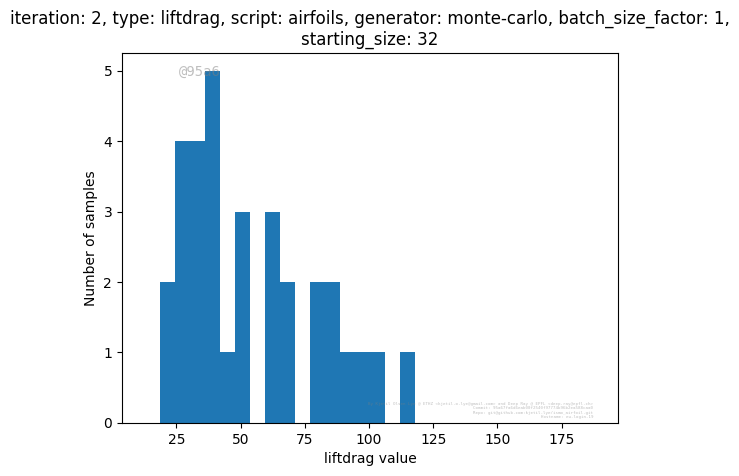 iteration: 2, type: liftdrag, script: airfoils, generator: monte-carlo, batch_size_factor: 1,
starting_size: 32
@95a6
Number of samples
5
4
3
2
1
0
25
50
75
100
125
150
175
liftdrag value